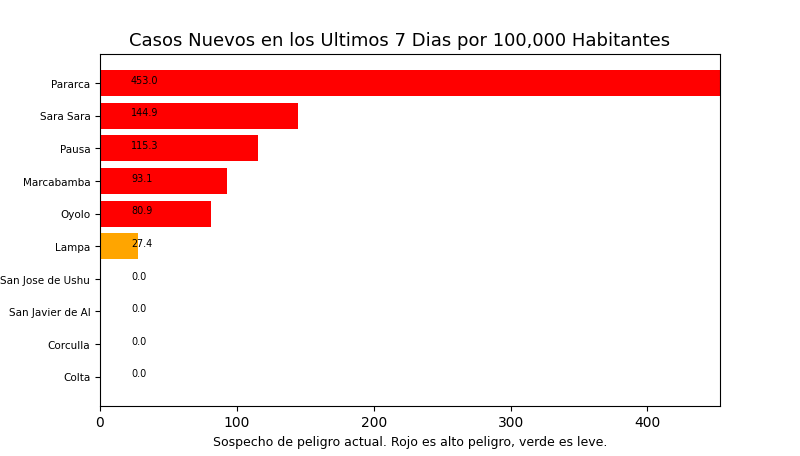 Casos Nuevos en los Ultimos 7 Dias por 100,000 Habitantes
Pararca 453.0
Sara Sara 144.9
Pausa 115.3
Marcabamba 93.1
Oyolo 80.9
Lampa 27.4
San Jose de Ushu 0.0
San Javier de Al 0.0
Corculla 0.0
Colta 0.0
0 100 200 300 400
Sospecho de peligro actual. Rojo es alto peligro, verde es leve.